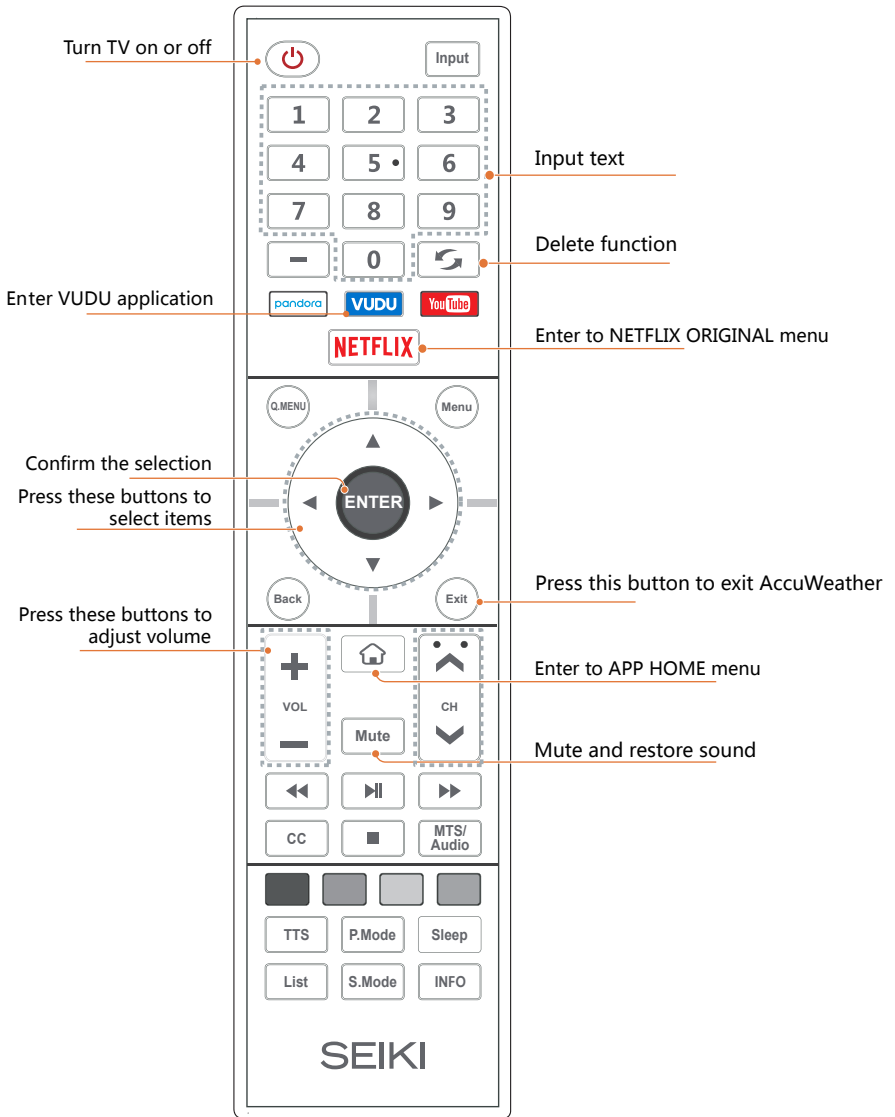 Turn TV on or off
Input
1
2
3
4
5
6
Input text
7
8
9
Delete function
0
Enter VUDU application
pandora
VUDU
YouTube
Enter to NETFLIX ORIGINAL menu
NETFLIX
Q.MENU
Menu
Confirm the selection
Press these buttons to
select items
ENTER
Back
Exit
Press this button to exit AccuWeather
Press these buttons to
adjust volume
Enter to APP HOME menu
VOL
CH
Mute
Mute and restore sound
CC
MTS/
Audio
TTS
P.Mode
Sleep
List
S.Mode
INFO
SEIKI